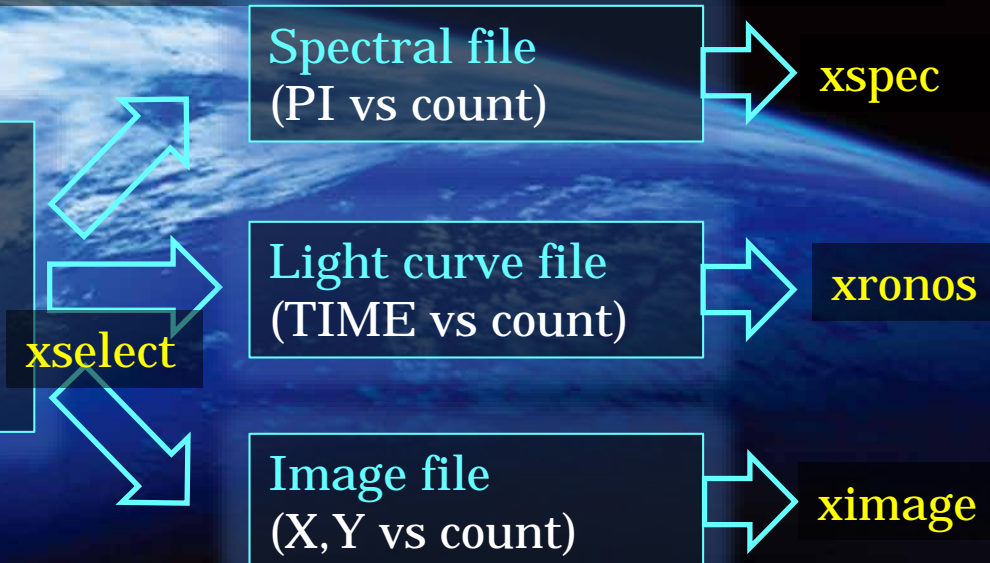 Spectral file
(PI vs count)
xspec
Light curve file
(TIME vs count)
xronos
xselect
Image file
(X,Y vs count)
ximage